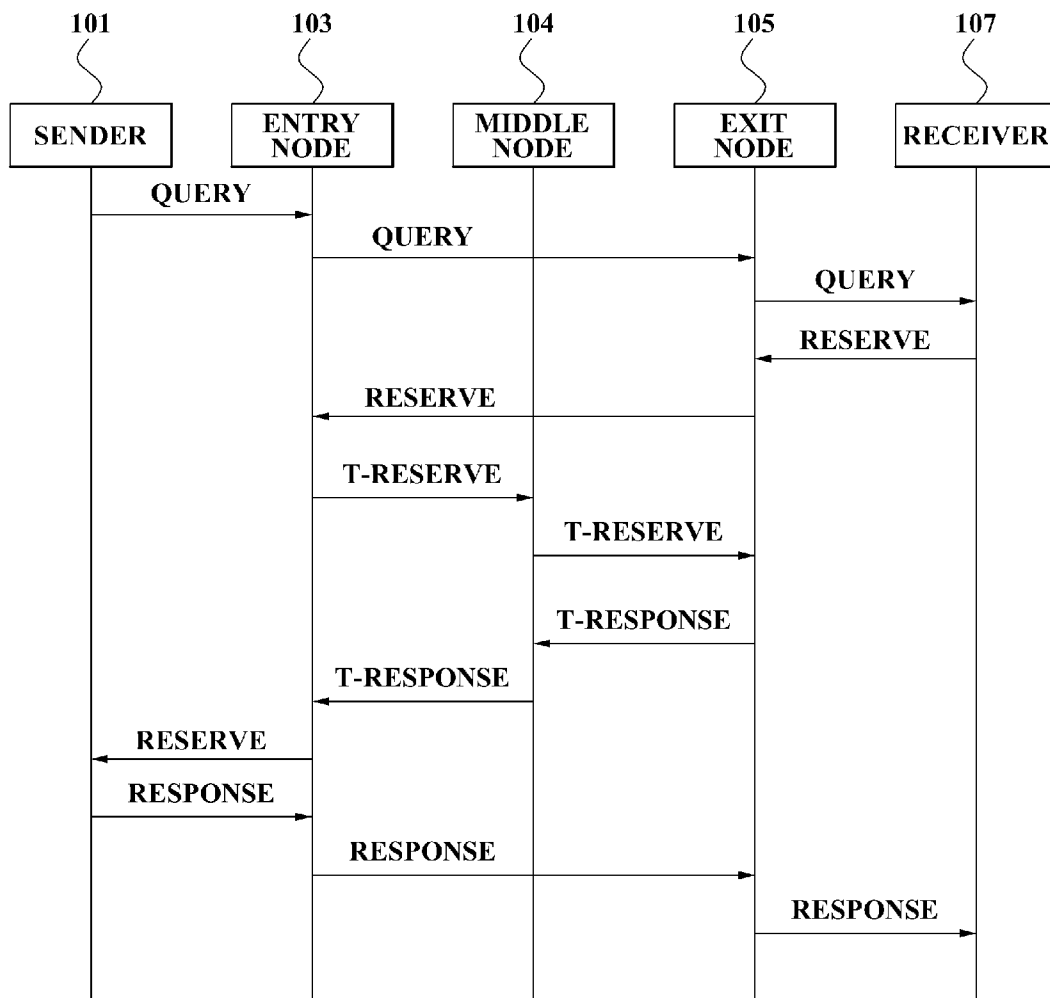 101 103 104 105 107
SENDER
ENTRY
NODE
MIDDLE
NODE
EXIT
NODE
RECEIVER
QUERY
QUERY
QUERY
RESERVE
RESERVE
T-RESERVE
T-RESERVE
T-RESPONSE
T-RESPONSE
RESERVE
RESPONSE
RESPONSE
RESPONSE